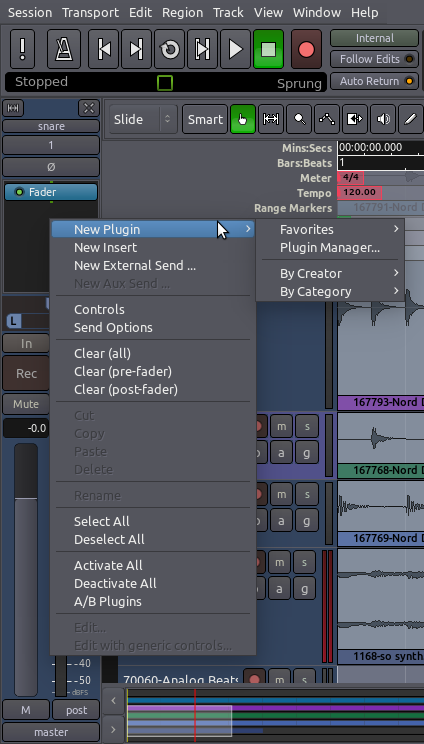 Session Transport Edit Region Track View Window Help
Internal
Follow Edits
Auto Return
Stopped Sprung
snare
1
Ø
Fader
Slide Smart
Mins:Secs 00:00:00.000
Bars:Beats 1
Meter 4/4
Tempo 120.00
Range Markers 167791-Nord D
New Plugin
New Insert
New External Send ...
New Aux Send ...
Controls
Send Options
Clear (all)
Clear (pre-fader)
Clear (post-fader)
Cut
Copy
Paste
Delete
Rename
Select All
Deselect All
Activate All
Deactivate All
A/B Plugins
Edit...
Edit with generic controls...
Favorites
Plugin Manager...
By Creator
By Category
L
In
Rec
Mute
-0.0
167793-Nord D
m s
a g
167768-Nord D
m s
a g
167769-Nord D
m s
a g
1168-so synth
70060-Analog Beats m s
-40
-50
dBFS
M post
master